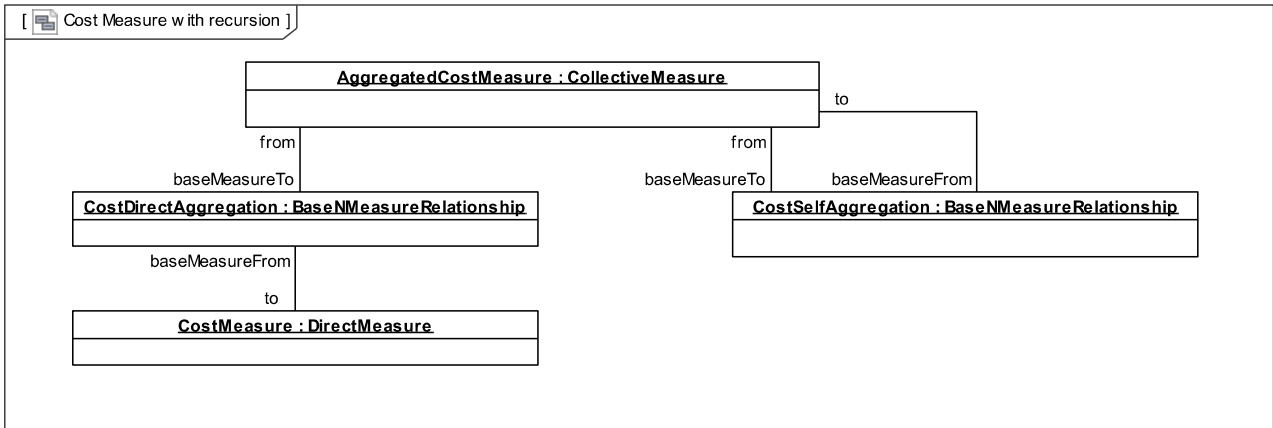 [ Cost Measure with recursion ]
AggregatedCostMeasure : CollectiveMeasure
to
from
from
baseMeasureTo
baseMeasureTo
baseMeasureFrom
CostDirectAggregation : BaseNMeasureRelationship
CostSelfAggregation : BaseNMeasureRelationship
baseMeasureFrom
to
CostMeasure : DirectMeasure